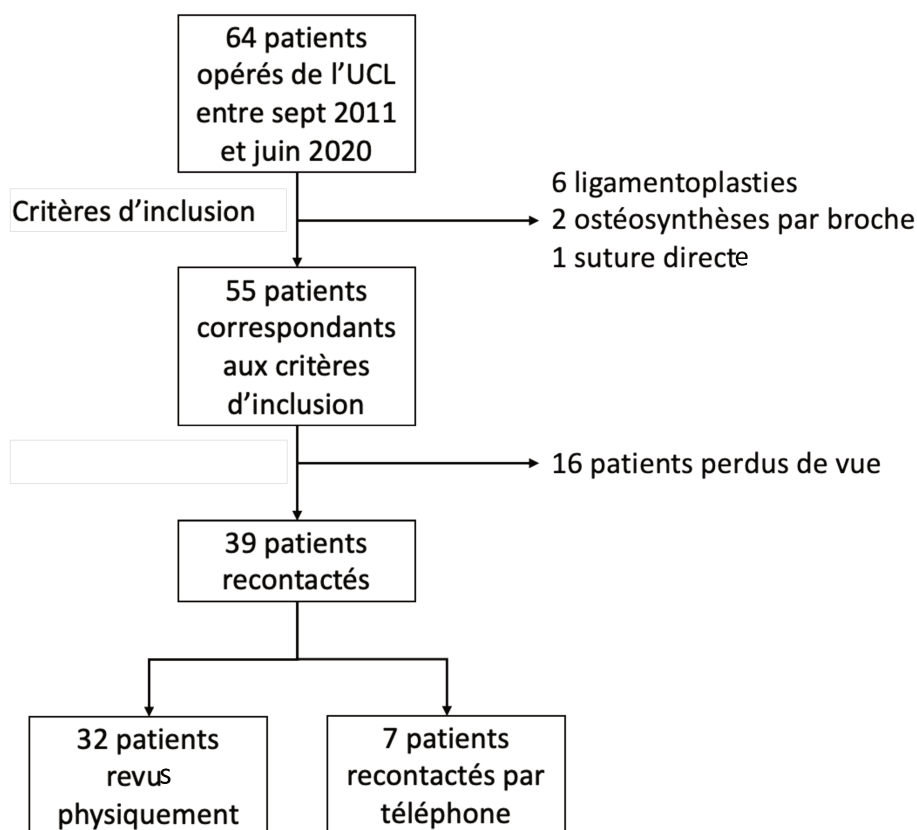 64 patients
opérés de l’UCL
entre sept 2011
et juin 2020
Critères d’inclusion
6 ligamentoplasties
2 ostéosynthèses par broche
1 suture directe
55 patients
correspondants
aux critères
d’inclusion
16 patients perdus de vue
39 patients
recontactés
32 patients
revus
physiquement
7 patients
recontactés par
téléphone